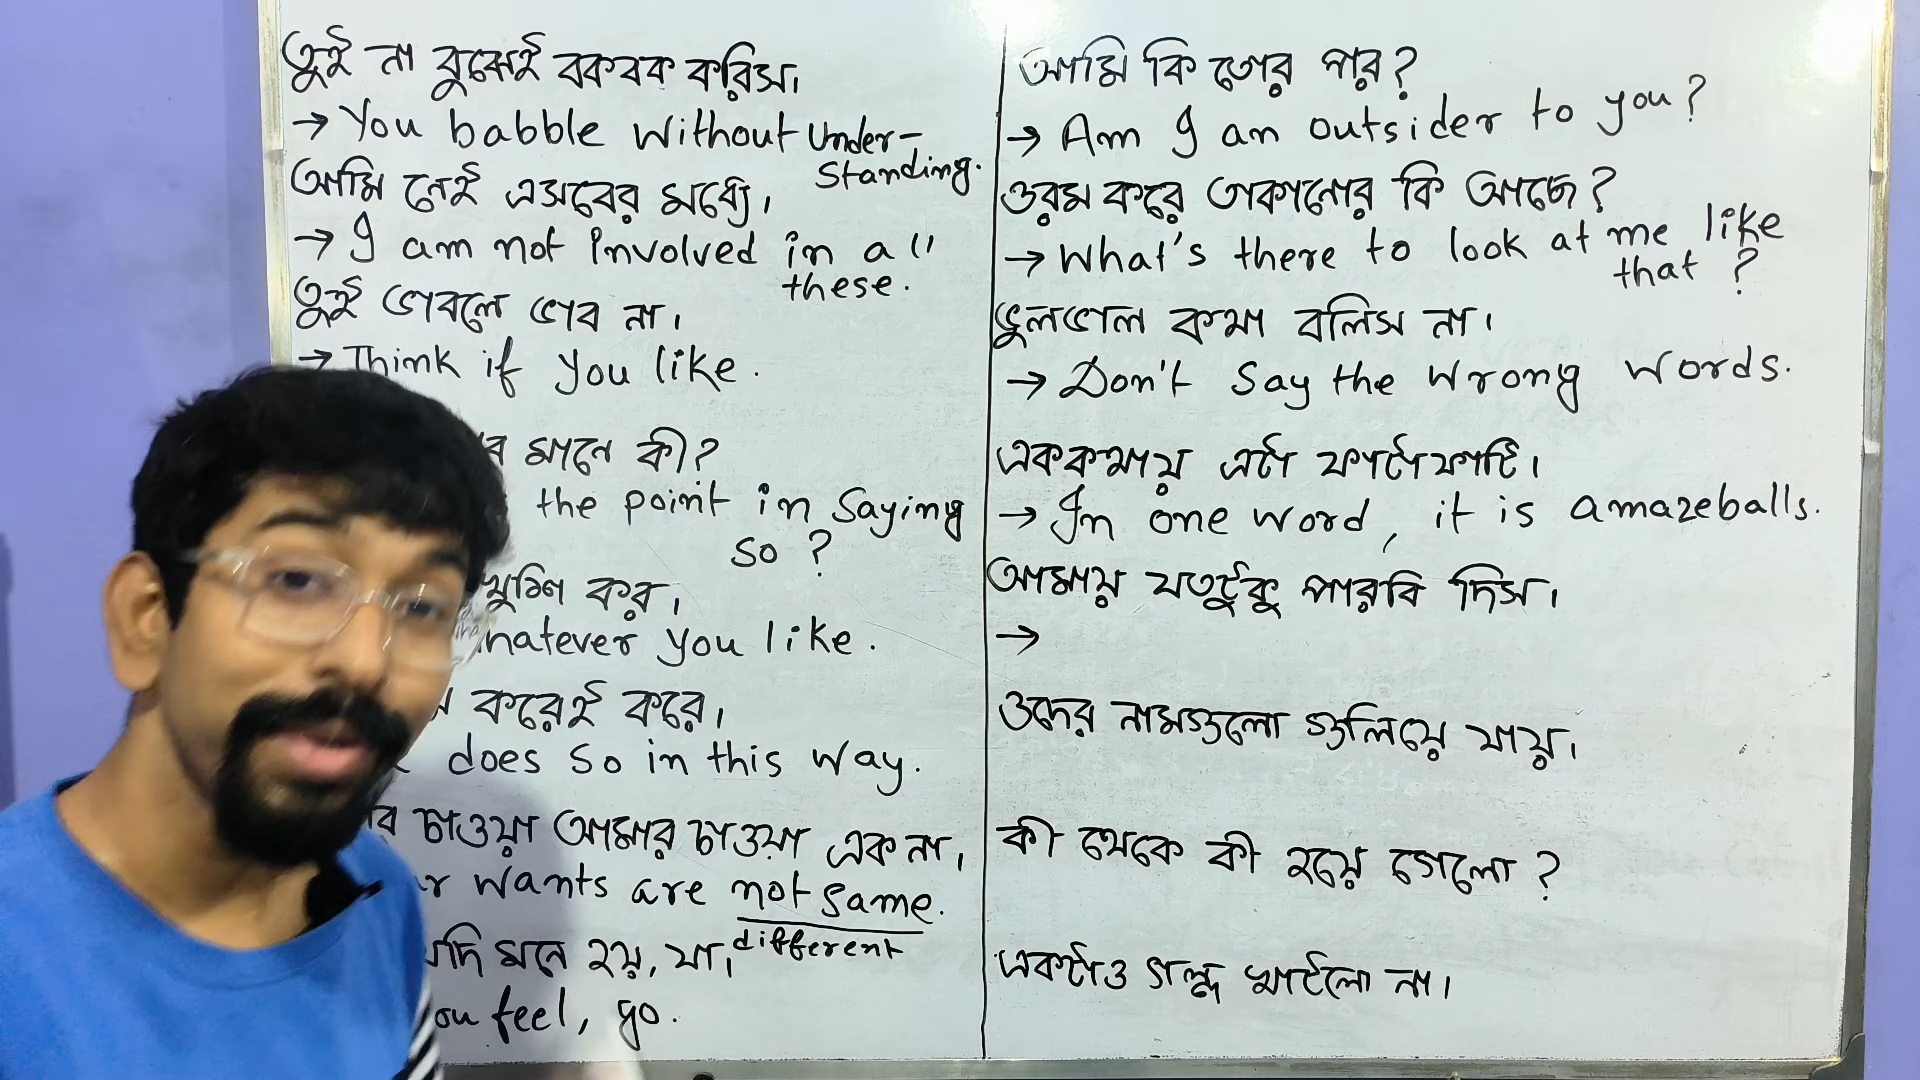 তুই না বুঝেই বকবক করিস।
→ You babble without under-
standing.
আমি নেই এসবের মধ্যে।
→ I am not involved in all
these.
তুই ভাবলে ভাব না।
→ Think if you like.
মানে কী?
the point in saying
so?
খুশি কর।
whatever you like.
করেই করে।
does so in this way.
চাওয়া আমার চাওয়া এক না।
wants are not same.
different
যদি মনে হয়, যা।
you feel, go.
আমি কি তোর পর?
→ Am I an outsider to you?
ওরম করে তাকানোর কি আছে?
→ What's there to look at me like
that?
ভুলভাল কথা বলিস না।
→ Don't say the wrong words.
এককথায় এটা ফাটাফাটি।
→ In one word, it is amazeballs.
আমায় যতটুকু পারবি দিস।
→
ওদের নামগুলো গুলিয়ে যায়।
কী থেকে কী হয়ে গেলো?
একটাও গল্প খাটলো না।